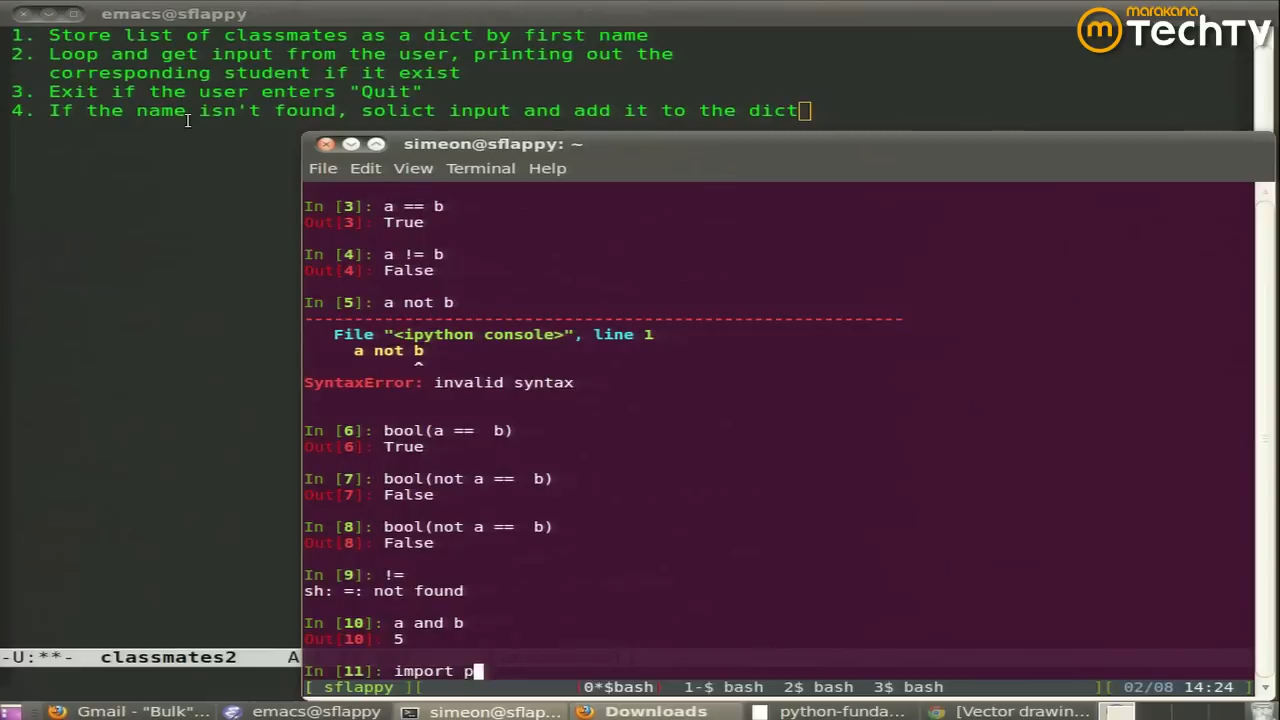 emacs@sflappy
marakana
TechTV
1. Store list of classmates as a dict by first name
2. Loop and get input from the user, printing out the
corresponding student if it exist
3. Exit if the user enters "Quit"
4. If the name isn't found, solict input and add it to the dict
simeon@sflappy: ~
File Edit View Terminal Help
In [3]: a == b
Out[3]: True
In [4]: a != b
Out[4]: False
In [5]: a not b
------------------------------------------------------------
File "<ipython console>", line 1
a not b
^
SyntaxError: invalid syntax
In [6]: bool(a ==  b)
Out[6]: True
In [7]: bool(not a ==  b)
Out[7]: False
In [8]: bool(not a ==  b)
Out[8]: False
In [9]: !=
sh: =: not found
In [10]: a and b
Out[10]: 5
In [11]: import p
-U:**-  classmates2  A
[ sflappy ][ 0*$bash  1-$ bash  2$ bash  3$ bash ][ 02/08 14:24 ]
Gmail - "Bulk"... emacs@sflappy simeon@sflap... Downloads python-funda... [Vector drawin...